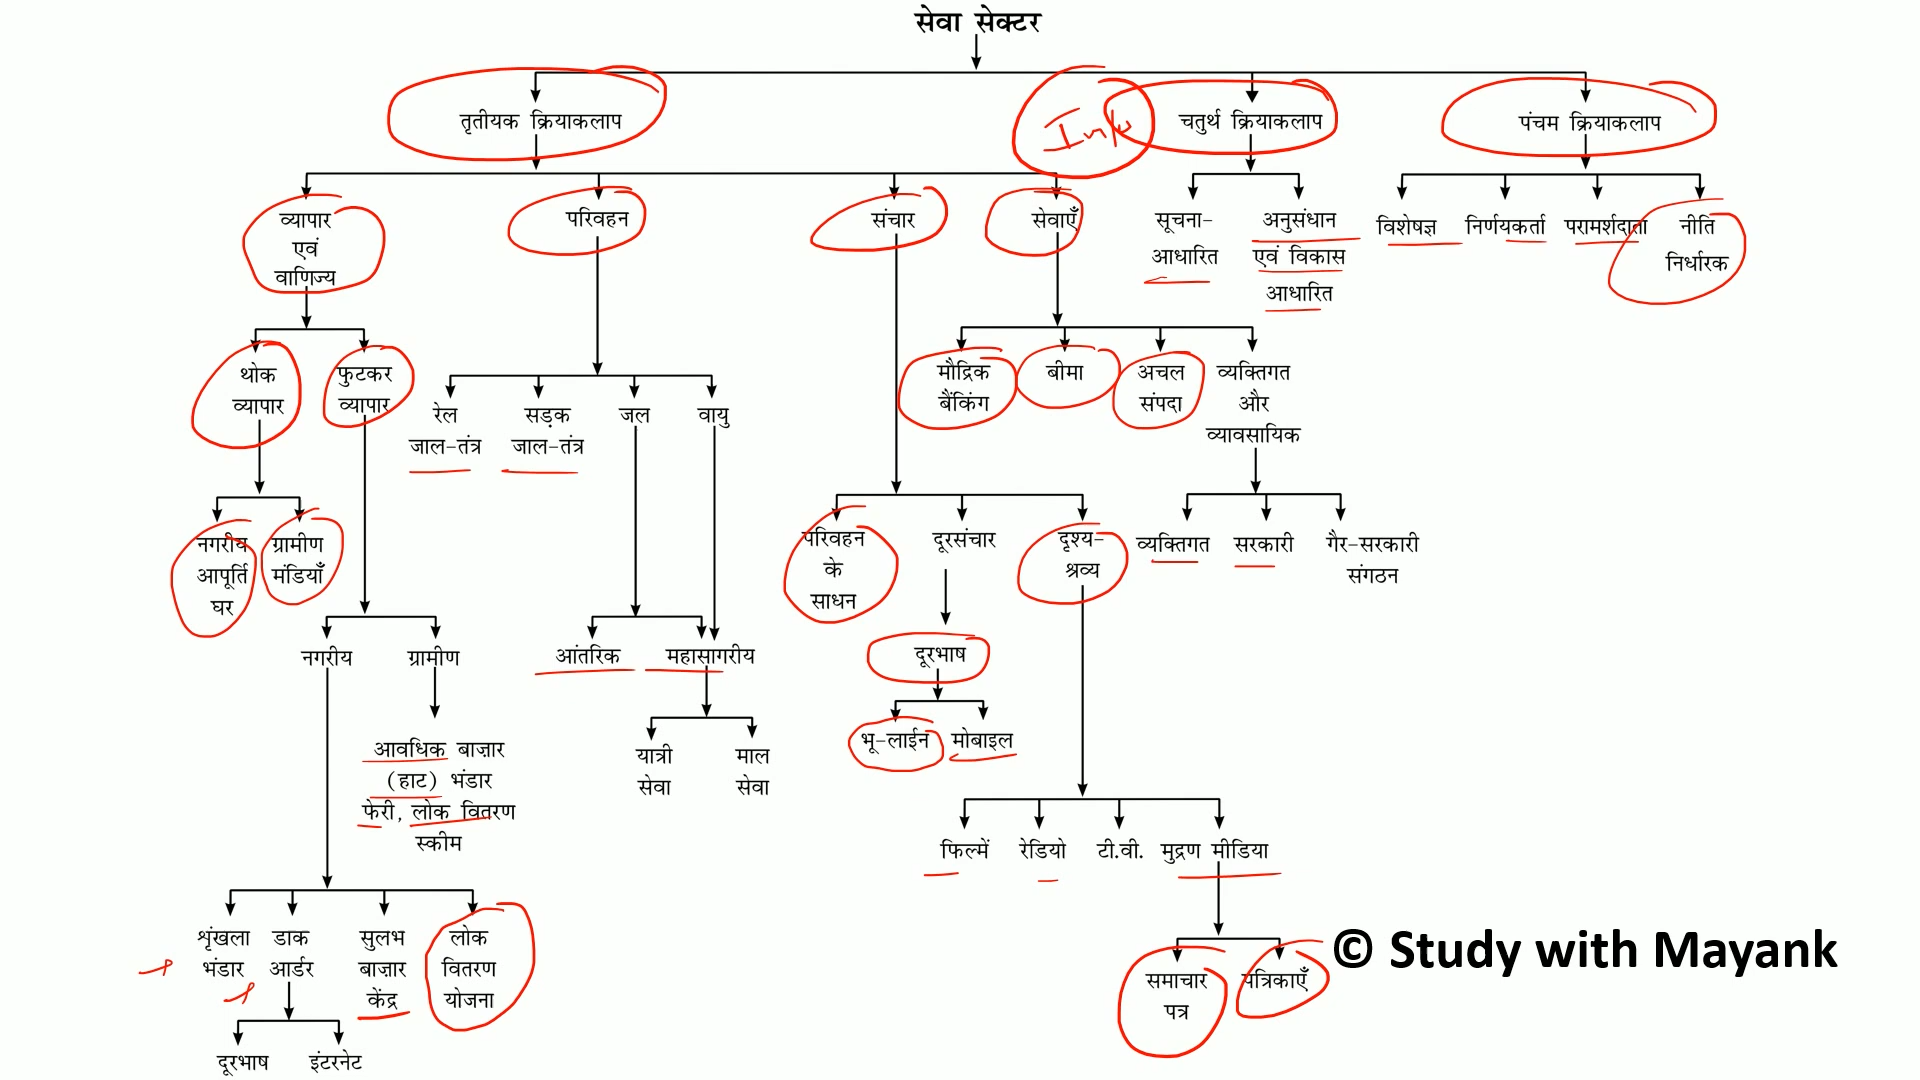 सेवा सेक्टर
तृतीयक क्रियाकलाप
Info
चतुर्थ क्रियाकलाप
पंचम क्रियाकलाप
व्यापार
एवं
वाणिज्य
परिवहन
संचार
सेवाएँ
सूचना-
आधारित
अनुसंधान
एवं विकास
आधारित
विशेषज्ञ
निर्णयकर्ता
परामर्शदाता
नीति
निर्धारक
थोक
व्यापार
फुटकर
व्यापार
रेल
जाल-तंत्र
सड़क
जाल-तंत्र
जल
वायु
मौद्रिक
बैंकिंग
बीमा
अचल
संपदा
व्यक्तिगत
और
व्यावसायिक
नगरीय
आपूर्ति
घर
ग्रामीण
मंडियाँ
परिवहन
के
साधन
दूरसंचार
दृश्य-
श्रव्य
व्यक्तिगत
सरकारी
गैर-सरकारी
संगठन
नगरीय
ग्रामीण
आंतरिक
महासागरीय
दूरभाष
भू-लाईन
मोबाइल
आवधिक बाज़ार
(हाट) भंडार
फेरी, लोक वितरण
स्कीम
यात्री
सेवा
माल
सेवा
फिल्में
रेडियो
टी.वी.
मुद्रण मीडिया
शृंखला
भंडार
डाक
आर्डर
सुलभ
बाज़ार
केंद्र
लोक
वितरण
योजना
समाचार
पत्र
पत्रिकाएँ
© Study with Mayank
दूरभाष
इंटरनेट